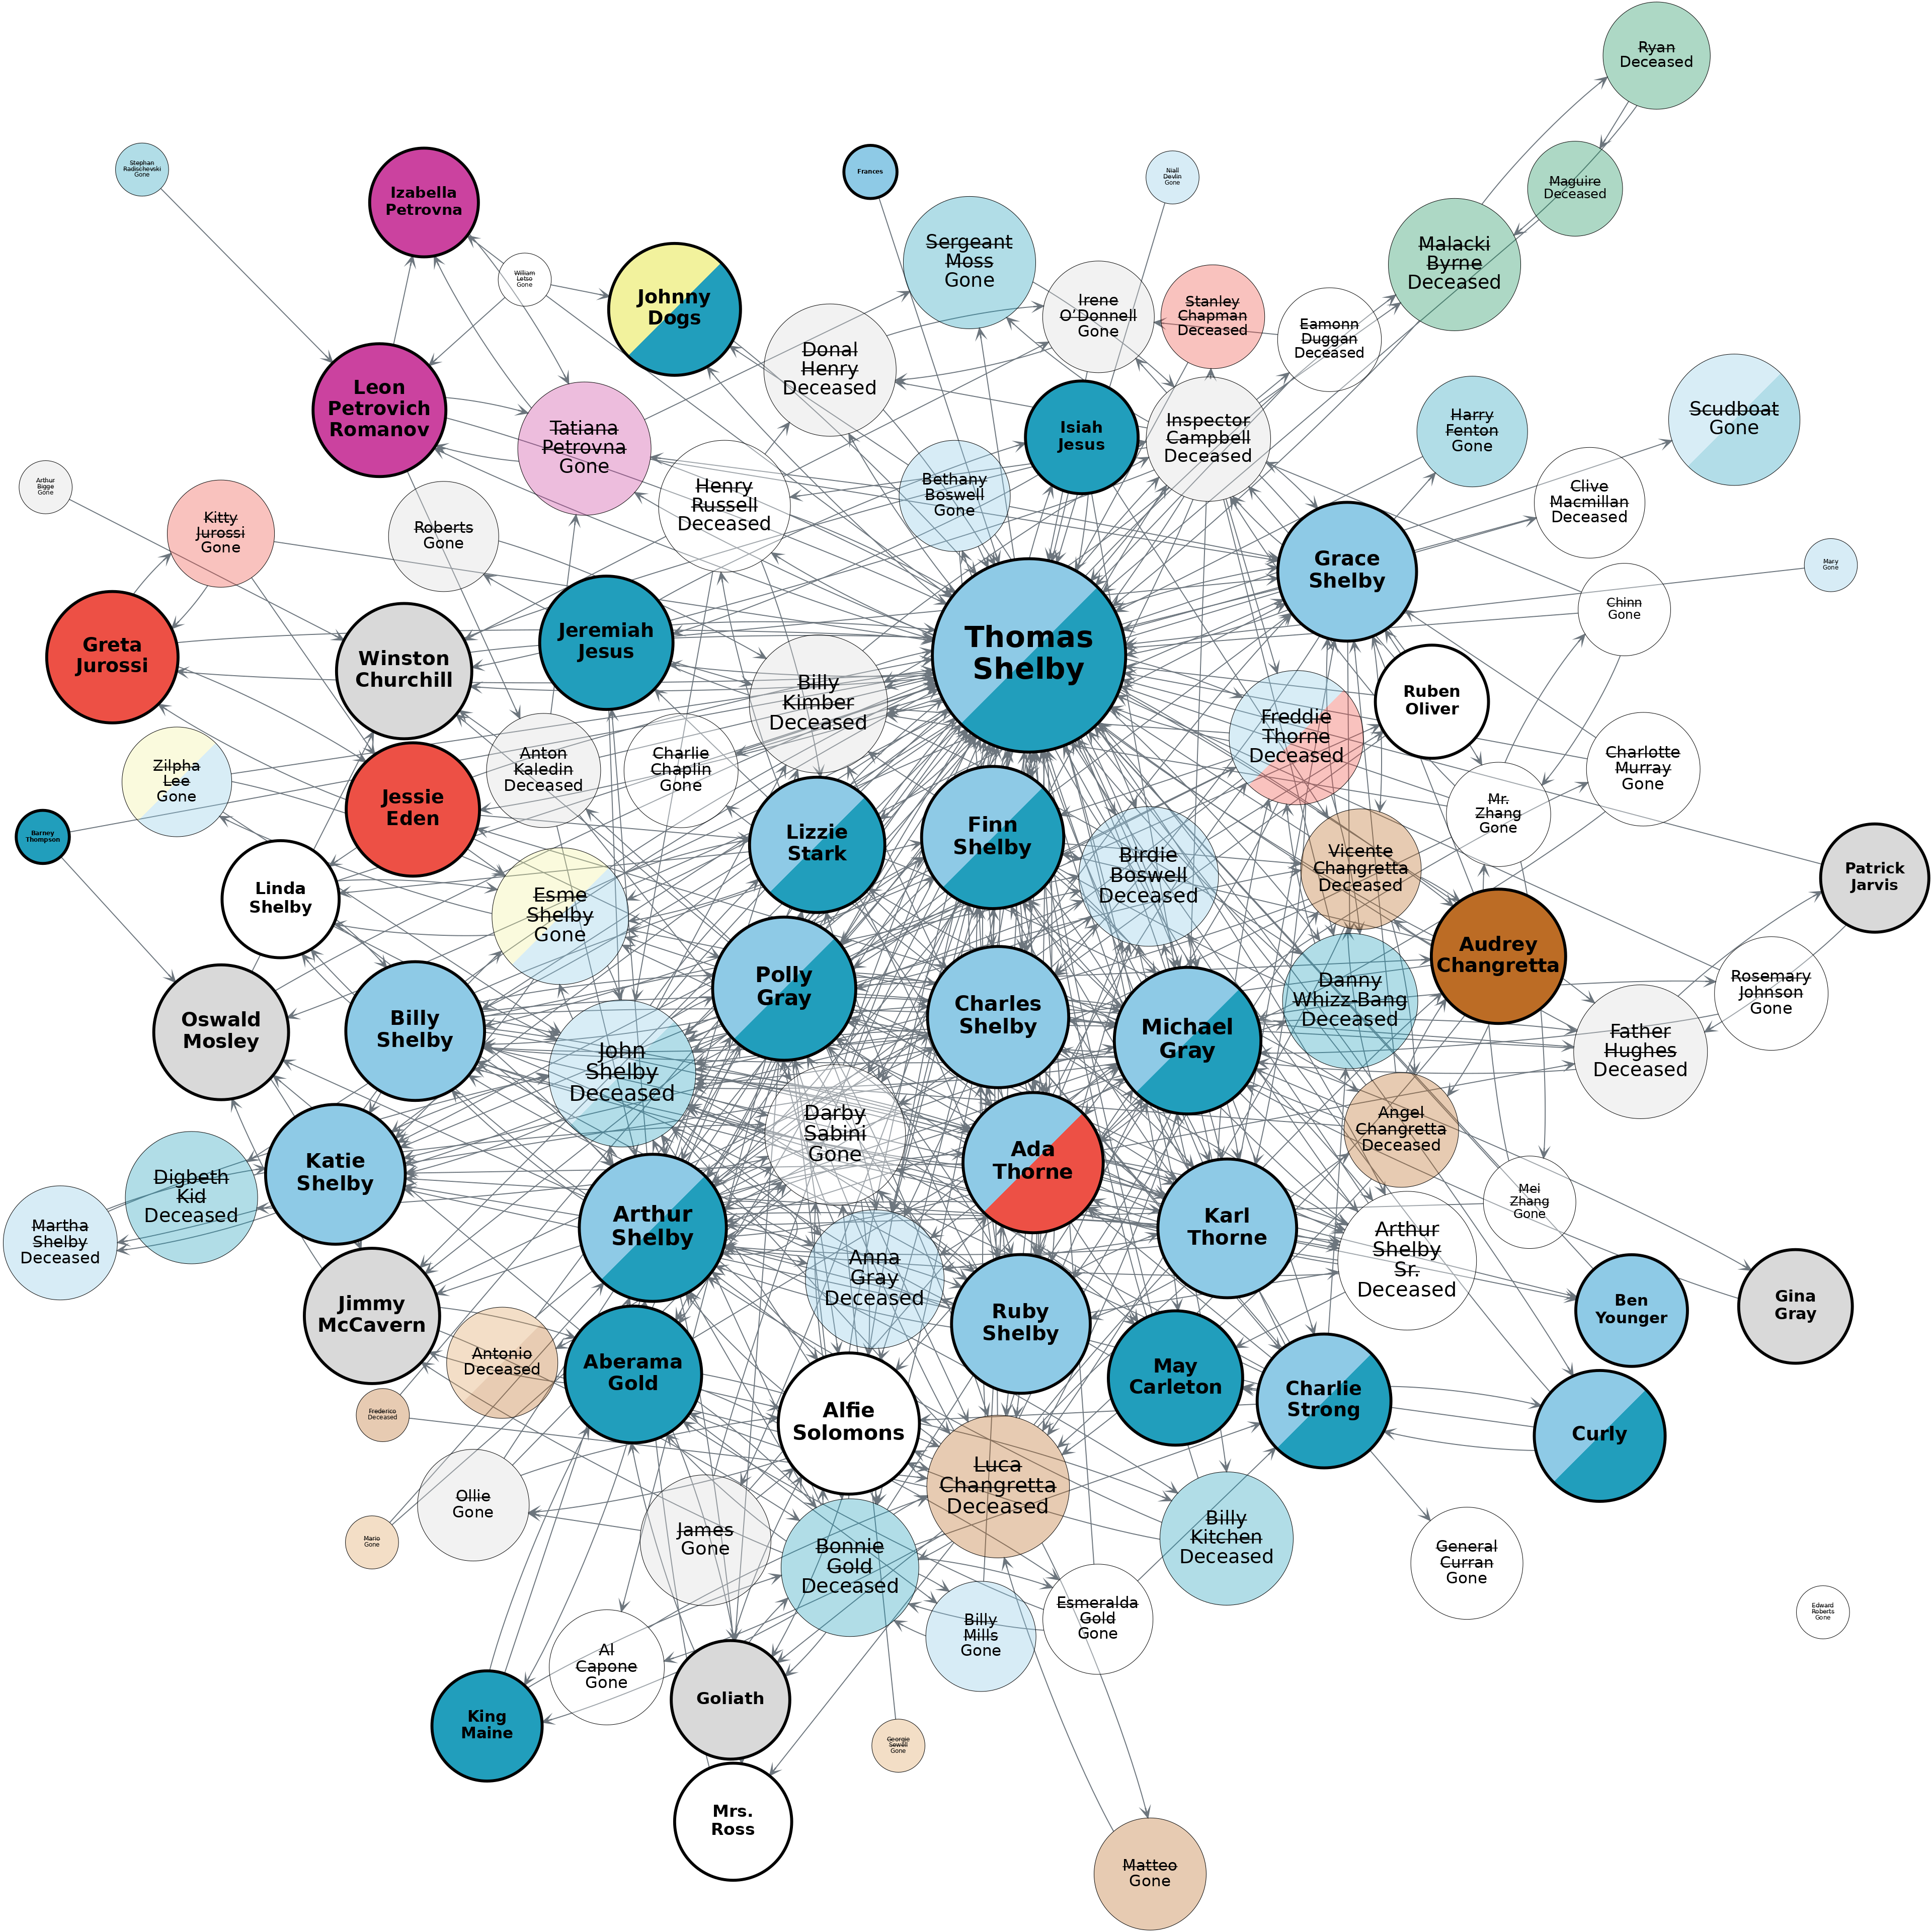 Ryan
Deceased
Stephan
Radischevski
Gone
Izabella
Petrovna
Frances
Niall
Devlin
Gone
Maguire
Deceased
William
Letso
Gone
Johnny
Dogs
Sergeant
Moss
Gone
Irene
O'Donnell
Gone
Stanley
Chapman
Deceased
Eamonn
Duggan
Deceased
Malacki
Byrne
Deceased
Leon
Petrovich
Romanov
Tatiana
Petrovna
Gone
Donal
Henry
Deceased
Isiah
Jesus
Inspector
Campbell
Deceased
Harry
Fenton
Gone
Scudboat
Gone
Arthur
Bigge
Gone
Kitty
Jurossi
Gone
Roberts
Gone
Henry
Russell
Deceased
Bethany
Boswell
Gone
Clive
Macmillan
Deceased
Grace
Shelby
Mary
Gone
Greta
Jurossi
Winston
Churchill
Jeremiah
Jesus
Thomas
Shelby
Chinn
Gone
Billy
Kimber
Deceased
Freddie
Thorne
Deceased
Ruben
Oliver
Zilpha
Lee
Gone
Anton
Kaledin
Deceased
Charlie
Chaplin
Gone
Charlotte
Murray
Gone
Barney
Thompson
Jessie
Eden
Lizzie
Stark
Finn
Shelby
Mr.
Zhang
Gone
Linda
Shelby
Esme
Shelby
Gone
Birdie
Boswell
Deceased
Vicente
Changretta
Deceased
Patrick
Jarvis
Audrey
Changretta
Oswald
Mosley
Billy
Shelby
Polly
Gray
Charles
Shelby
Michael
Gray
Danny
Whizz-Bang
Deceased
Rosemary
Johnson
Gone
Father
Hughes
Deceased
John
Shelby
Deceased
Darby
Sabini
Gone
Angel
Changretta
Deceased
Digbeth
Kid
Deceased
Katie
Shelby
Ada
Thorne
Mei
Zhang
Gone
Martha
Shelby
Deceased
Arthur
Shelby
Karl
Thorne
Arthur
Shelby
Sr.
Deceased
Anna
Gray
Deceased
Jimmy
McCavern
Ruby
Shelby
Ben
Younger
Gina
Gray
Antonio
Deceased
Aberama
Gold
May
Carleton
Charlie
Strong
Frederico
Deceased
Alfie
Solomons
Curly
Ollie
Gone
Luca
Changretta
Deceased
Mario
Gone
James
Gone
Bonnie
Gold
Deceased
Billy
Kitchen
Deceased
General
Curran
Gone
Edward
Roberts
Gone
Billy
Mills
Gone
Esmeralda
Gold
Gone
Al
Capone
Gone
Goliath
King
Maine
Georgie
Sewell
Gone
Mrs.
Ross
Matteo
Gone